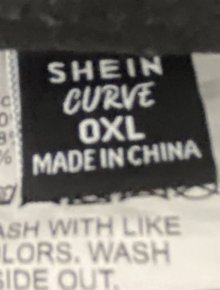 SHEIN
CURVE
0XL
MADE IN CHINA
ASH WITH LIKE
LORS. WASH
SIDE OUT.